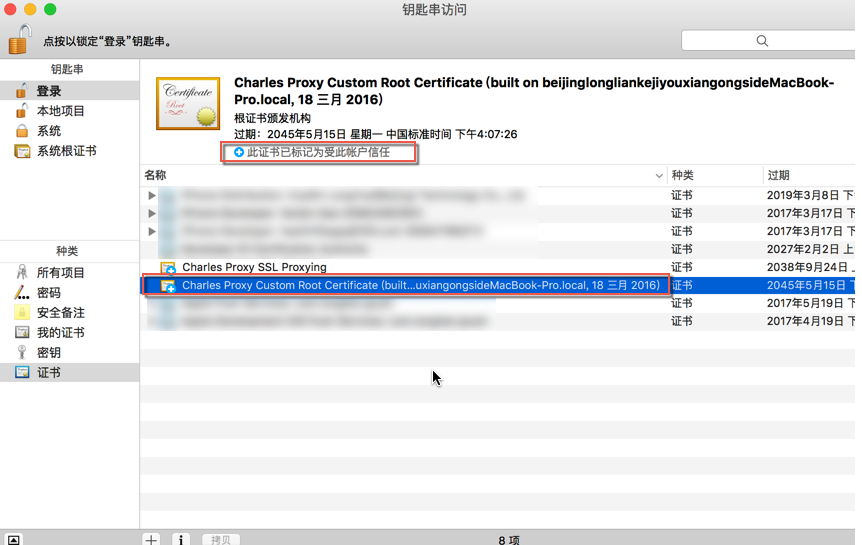 钥匙串访问
点按以锁定“登录”钥匙串。
钥匙串
登录
本地项目
系统
系统根证书
Certificate
Root
Charles Proxy Custom Root Certificate (built on beijinglongliankejiyouxiangongsideMacBook-
Pro.local, 18 三月 2016)
根证书颁发机构
过期: 2045年5月15日 星期一 中国标准时间 下午4:07:26
此证书已标记为受此帐户信任
名称 种类 过期
证书 2019年3月8日 下
证书 2017年3月17日 下
证书 2017年3月17日 下
证书 2027年2月2日 上
Charles Proxy SSL Proxying 证书 2038年9月24日 上
Charles Proxy Custom Root Certificate (built...uxiangongsideMacBook-Pro.local, 18 三月 2016) 证书 2045年5月15日 下
证书 2017年5月19日 下
证书 2017年4月19日 下
种类
所有项目
密码
安全备注
我的证书
密钥
证书
拷贝
8 项